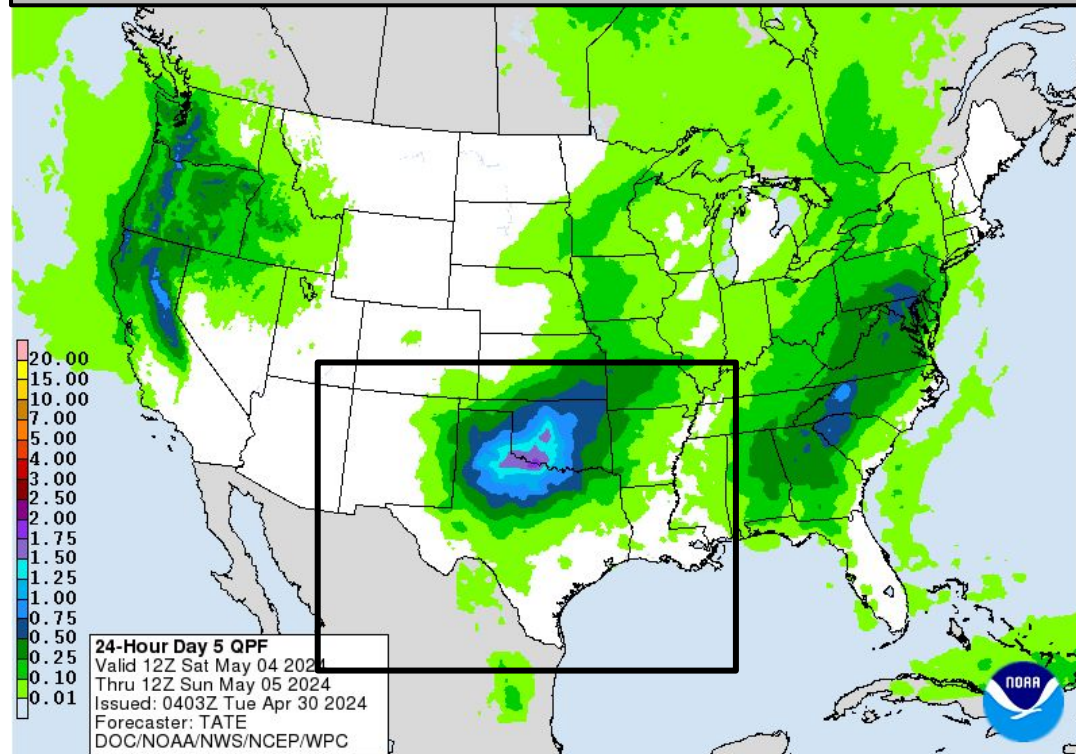 20.00
15.00
10.00
7.00
5.00
4.00
3.00
2.50
2.00
1.75
1.50
1.25
1.00
0.75
0.50
0.25
0.10
0.01
24-Hour Day 5 QPF
Valid 12Z Sat May 04 2024
Thru 12Z Sun May 05 2024
Issued: 0403Z Tue Apr 30 2024
Forecaster: TATE
DOC/NOAA/NWS/NCEP/WPC
NOAA